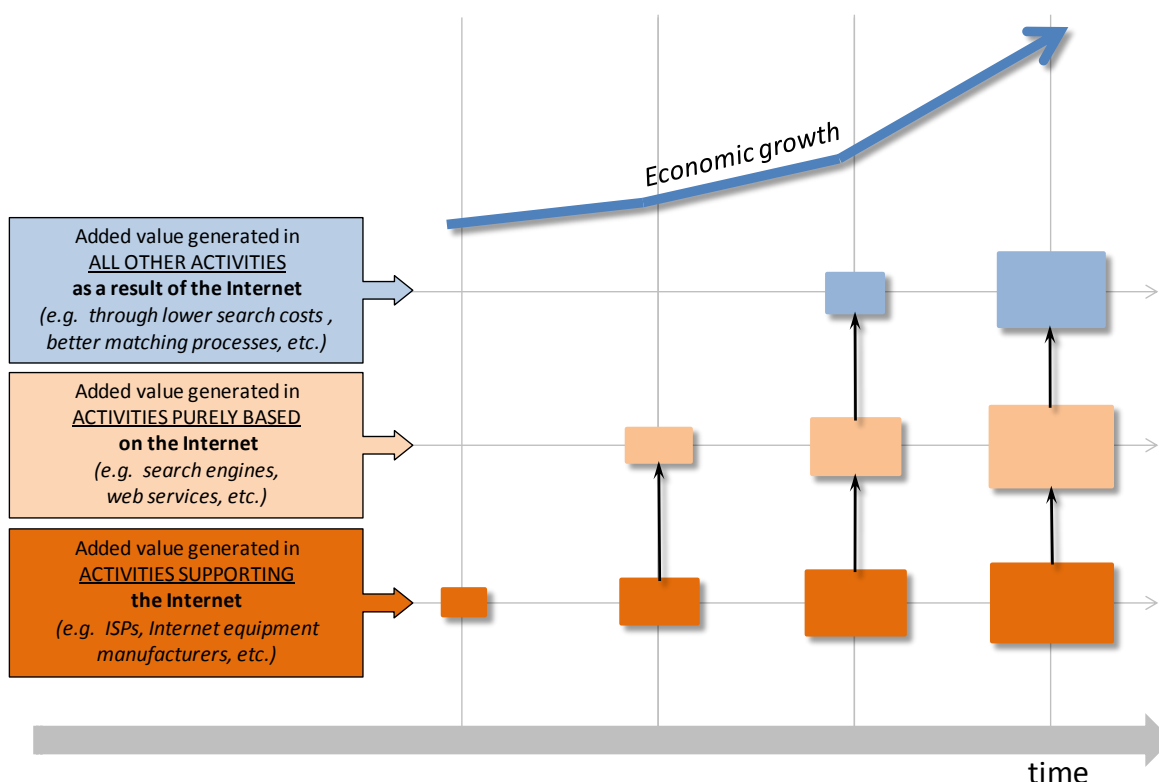 Economic growth
Added value generated in
ALL OTHER ACTIVITIES
as a result of the Internet
(e.g. through lower search costs ,
better matching processes, etc.)
Added value generated in
ACTIVITIES PURELY BASED
on the Internet
(e.g. search engines,
web services, etc.)
Added value generated in
ACTIVITIES SUPPORTING
the Internet
(e.g. ISPs, Internet equipment
manufacturers, etc.)
time